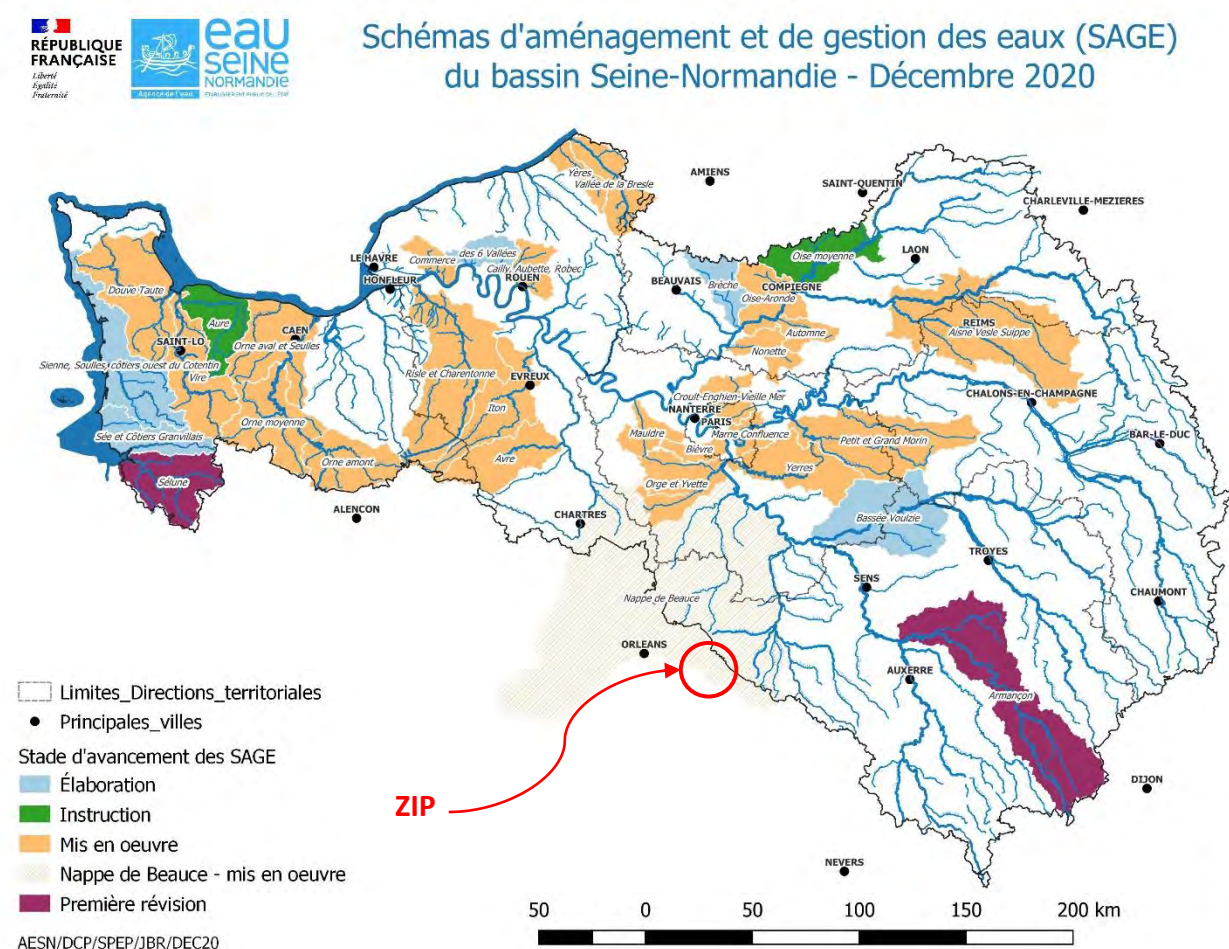 RÉPUBLIQUE
FRANÇAISE
Liberté
Égalité
Fraternité
eau
SEINE
NORMANDIE
Agence de l'eau
ÉTABLISSEMENT PUBLIC DE L'ÉTAT
Schémas d'aménagement et de gestion des eaux (SAGE)
du bassin Seine-Normandie - Décembre 2020
Yères
Vallée de la Bresle
AMIENS
SAINT-QUENTIN
CHARLEVILLE-MEZIERES
LE HAVRE
HONFLEUR
Commerce
des 6 Vallées
Cailly, Aubette, Robec
ROUEN
Oise moyenne
LAON
BEAUVAIS
Brèche
COMPIEGNE
Oise-Aronde
Douve Taute
Aure
CAEN
SAINT-LO
Orne aval et Seulles
Automne
REIMS
Aisne Vesle Suippe
Nonette
Sienne, Soulles, côtiers ouest du Cotentin
Vire
Risle et Charentonne
EVREUX
Iton
Croult-Enghien-Vieille Mer
NANTERRE
PARIS
CHALONS-EN-CHAMPAGNE
Orne moyenne
Sée et Côtiers Granvillais
Mauldre
Marne Confluence
Bièvre
Petit et Grand Morin
BAR-LE-DUC
Orne amont
Avre
Yerres
Sélune
Orge et Yvette
ALENÇON
CHARTRES
Bassée Voulzie
TROYES
SENS
CHAUMONT
Nappe de Beauce
ORLEANS
AUXERRE
Armançon
DIJON
NEVERS
ZIP
Limites_Directions_territoriales
Principales_villes
Stade d'avancement des SAGE
Élaboration
Instruction
Mis en oeuvre
Nappe de Beauce - mis en oeuvre
Première révision
50 0 50 100 150 200 km
AESN/DCP/SPEP/JBR/DEC20